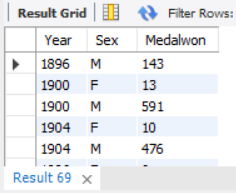 Result Grid Filter Rows:
Year Sex Medalwon
1896 M 143
1900 F 13
1900 M 591
1904 F 10
1904 M 476
Result 69 ×